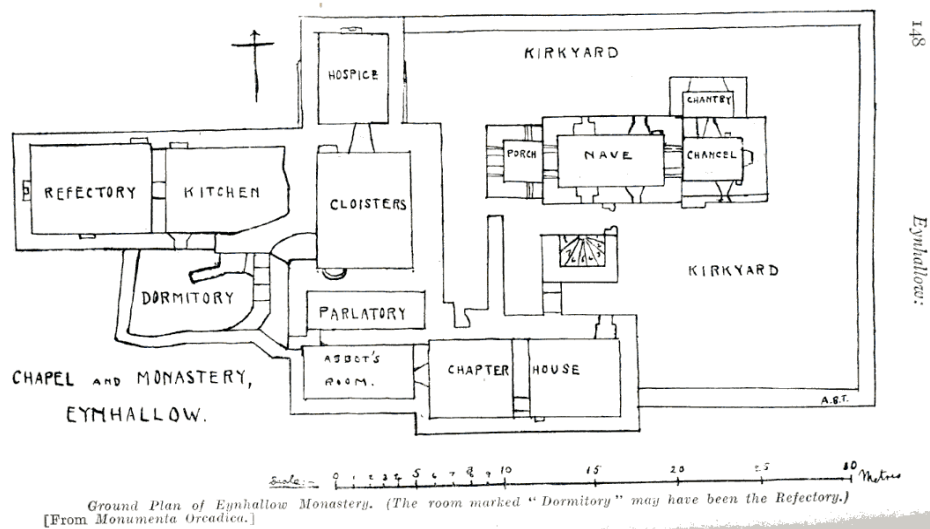 148
Eynhallow:
KIRKYARD
HOSPICE
CHANTRY
PORCH
NAVE
CHANCEL
REFECTORY
KITCHEN
CLOISTERS
KIRKYARD
DORMITORY
PARLATORY
ABBOT'S
ROOM.
CHAPTER HOUSE
CHAPEL AND MONASTERY,
EYNHALLOW.
A.B.T.
Scale:- 0 1 2 3 4 5 6 7 8 9 10 15 20 25 30 Metres
Ground Plan of Eynhallow Monastery. (The room marked "Dormitory" may have been the Refectory.)
[From Monumenta Orcadica.]